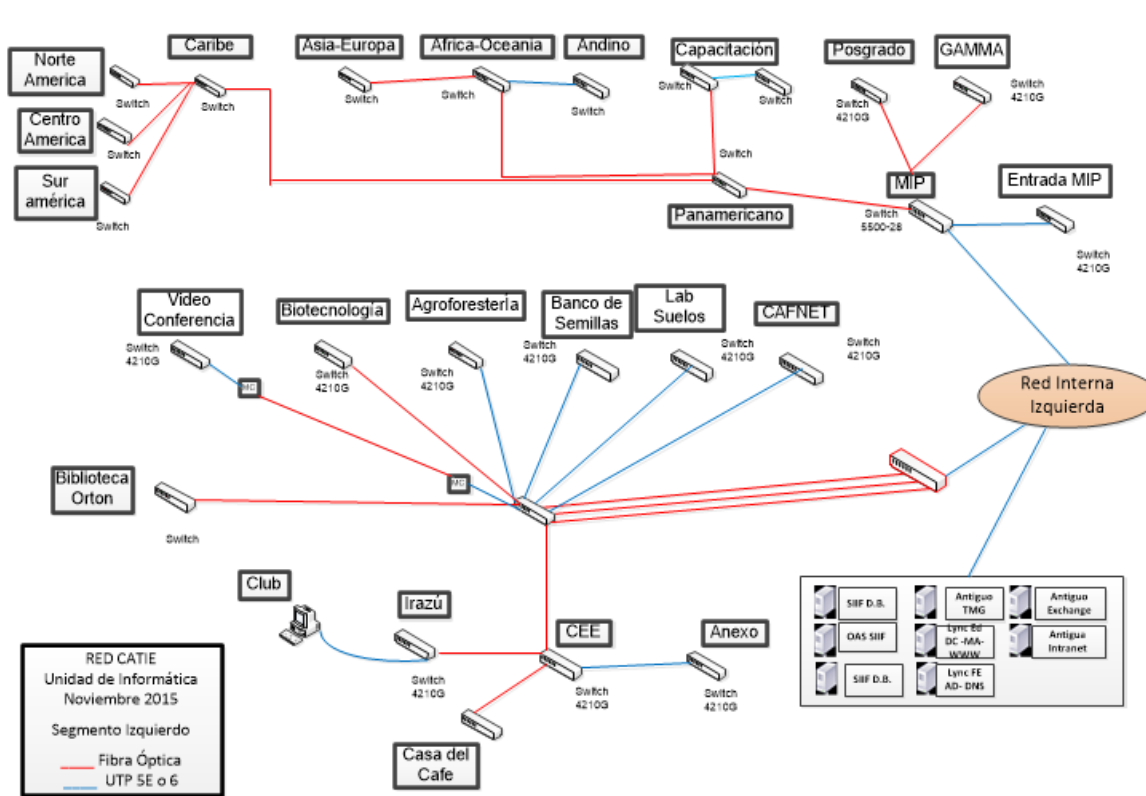 Norte
America
Caribe
Asia-Europa
Africa-Oceania
Andino
Capacitación
Posgrado
GAMMA
Switch
Switch
Switch
Switch
Switch
Switch
Switch
4210G
Switch
4210G
Centro
America
Switch
Sur
américa
Switch
Switch
Panamericano
MIP
Switch
5500-28
Entrada MIP
Switch
4210G
Video
Conferencia
Biotecnología
Agroforestería
Banco de
Semillas
Lab
Suelos
CAFNET
Switch
4210G
Switch
4210G
Switch
4210G
Switch
4210G
Switch
4210G
Switch
4210G
MC
MC
Red Interna
Izquierda
Biblioteca
Orton
Switch
Club
Irazú
Switch
4210G
CEE
Switch
4210G
Anexo
Switch
4210G
Casa del
Cafe
SIIF D.B.
Antiguo
TMG
Antiguo
Exchange
OAS SIIF
Lync Ed
DC -MA-
WWW
Antigua
Intranet
SIIF D.B.
Lync FE
AD- DNS
RED CATIE
Unidad de Informática
Noviembre 2015
Segmento Izquierdo
Fibra Óptica
UTP 5E o 6